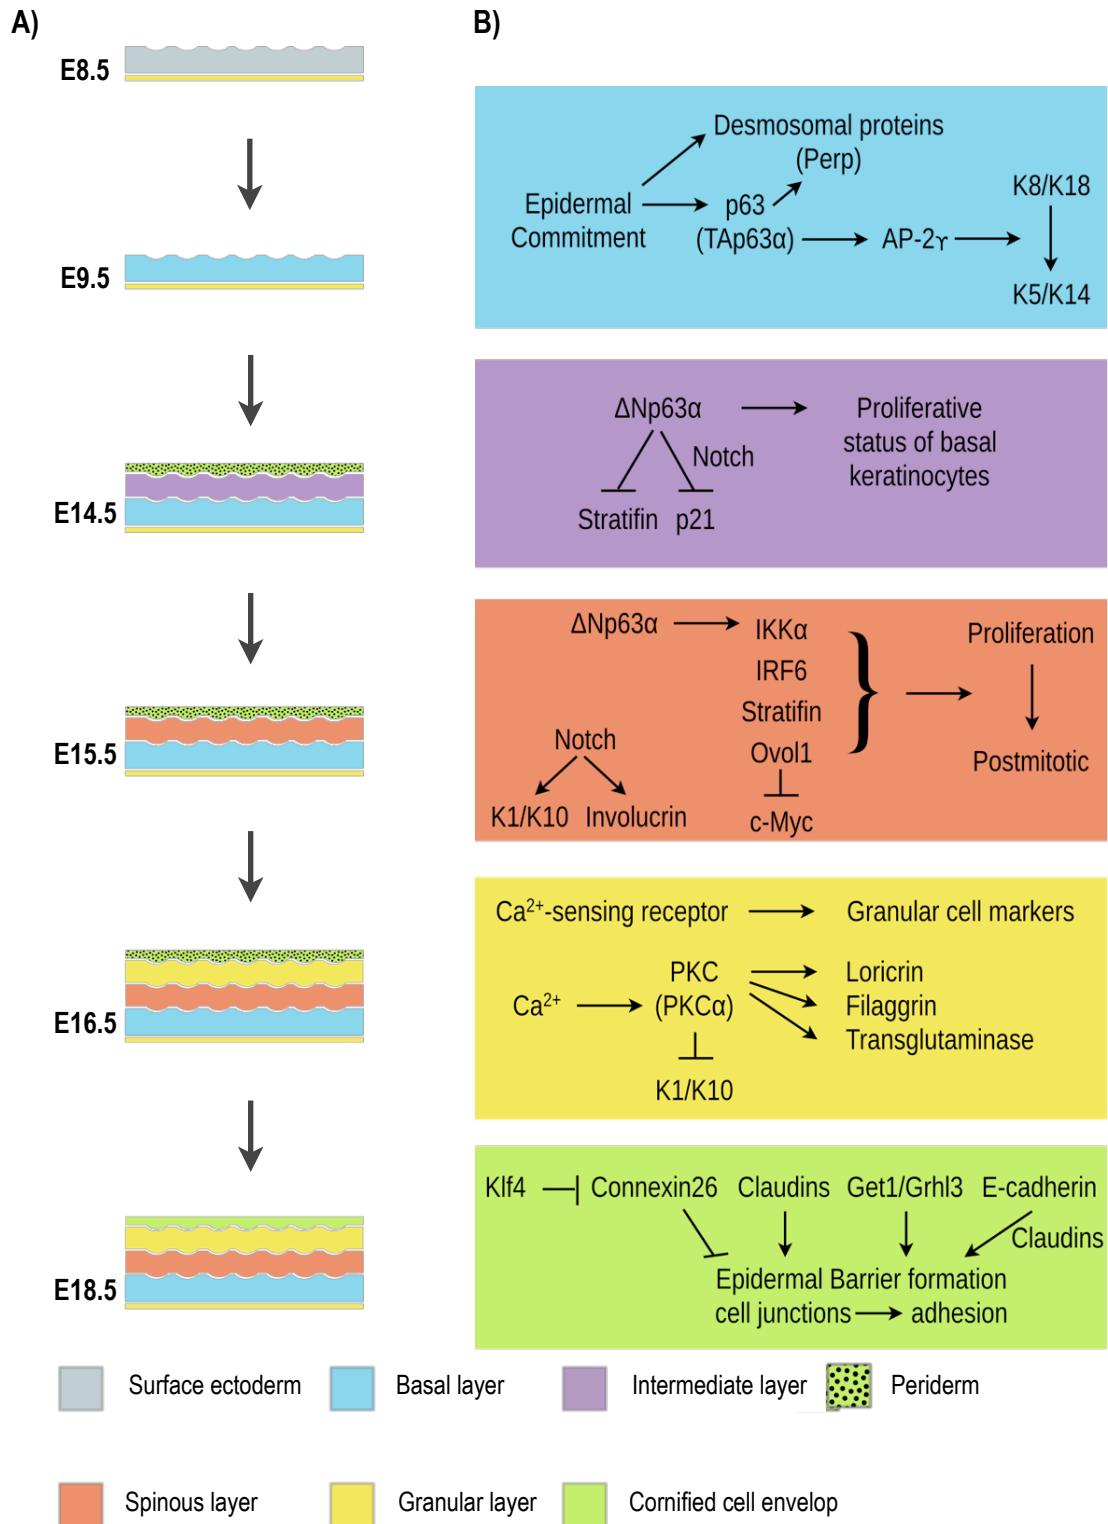 A)
B)
E8.5
E9.5
E14.5
E15.5
E16.5
E18.5
Desmosomal proteins
(Perp)
Epidermal
Commitment
p63
(TAp63α)
AP-2ɤ
K8/K18
K5/K14
ΔNp63α
Proliferative
status of basal
keratinocytes
Notch
Stratifin
p21
ΔNp63α
IKKα
IRF6
Stratifin
Ovol1
c-Myc
Proliferation
Postmitotic
Notch
K1/K10
Involucrin
Ca²⁺-sensing receptor
Granular cell markers
Ca²⁺
PKC
(PKCα)
Loricrin
Filaggrin
Transglutaminase
K1/K10
Klf4
Connexin26
Claudins
Get1/Grhl3
E-cadherin
Claudins
Epidermal Barrier formation
cell junctions
adhesion
Surface ectoderm
Basal layer
Intermediate layer
Periderm
Spinous layer
Granular layer
Cornified cell envelop